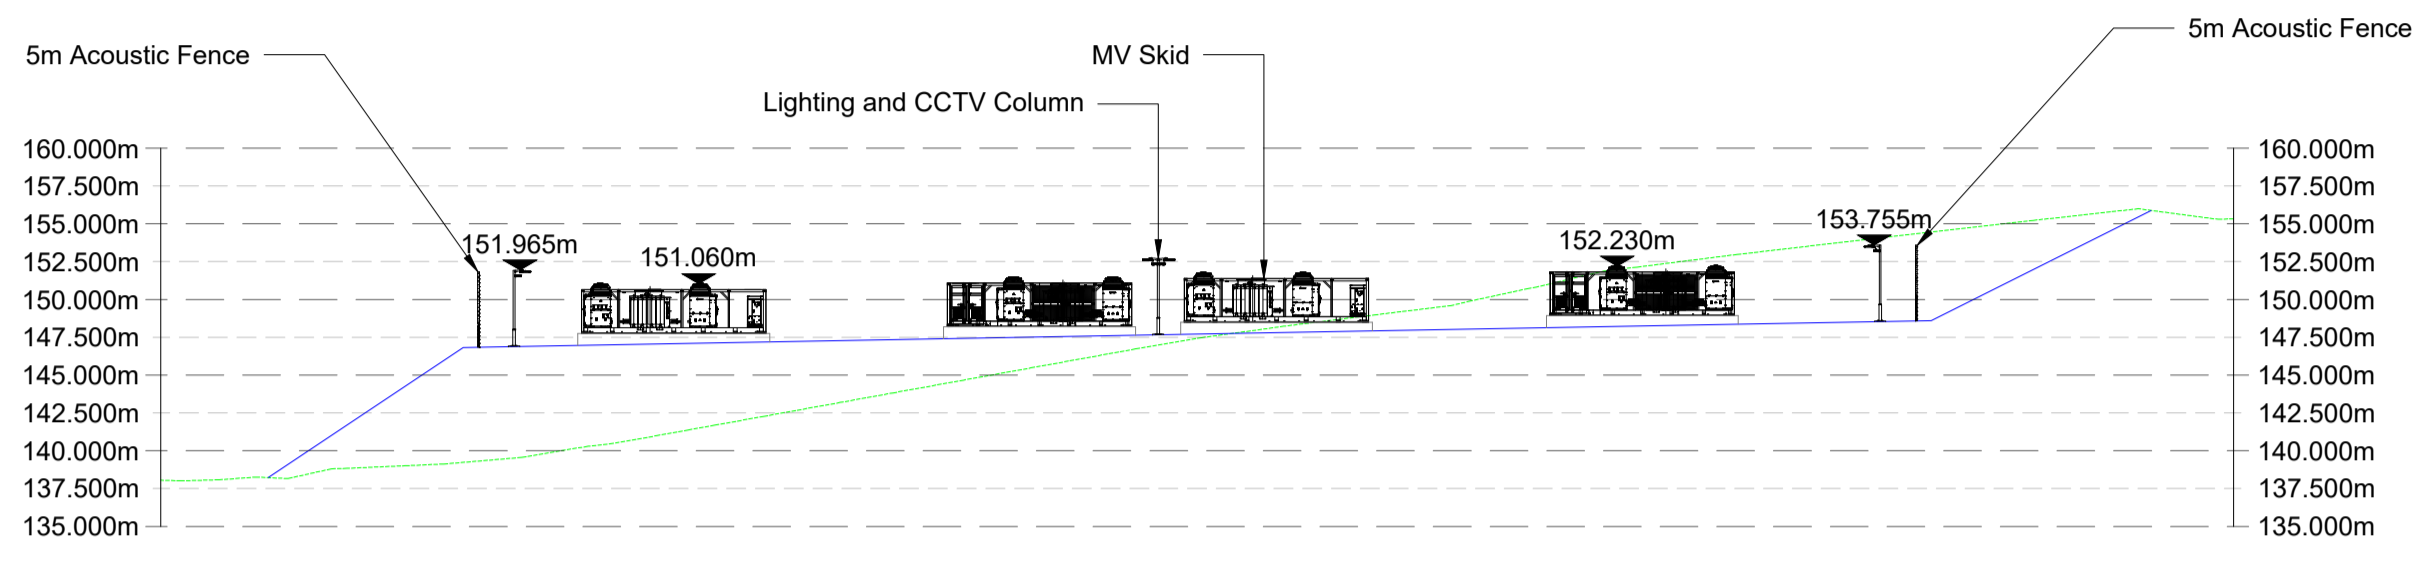 5m Acoustic Fence
MV Skid
5m Acoustic Fence
Lighting and CCTV Column
160.000m
160.000m
157.500m
157.500m
155.000m
153.755m
155.000m
151.965m
151.060m
152.230m
152.500m
152.500m
150.000m
150.000m
147.500m
147.500m
145.000m
145.000m
142.500m
142.500m
140.000m
140.000m
137.500m
137.500m
135.000m
135.000m